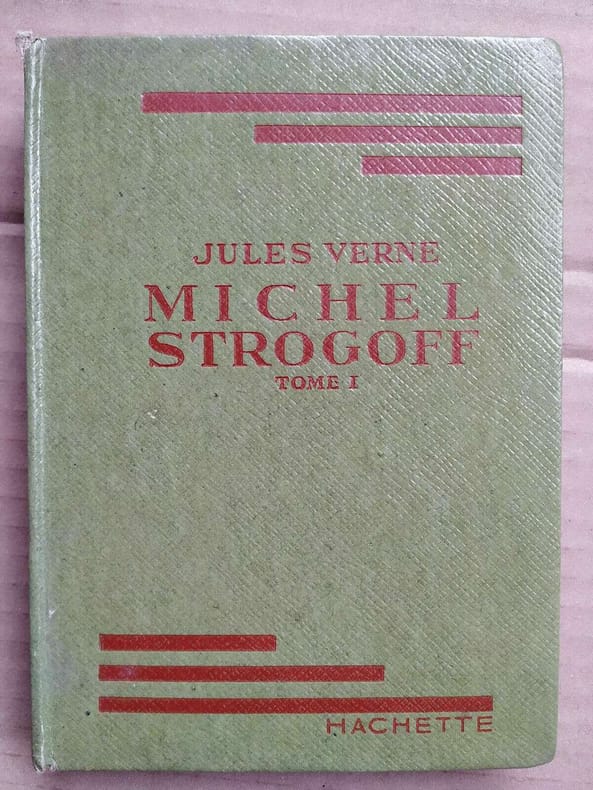 JULES VERNE
MICHEL
STROGOFF
TOME I
HACHETTE